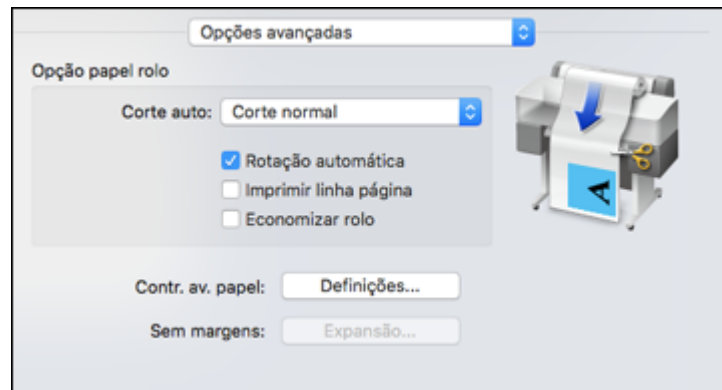 Opções avançadas
Opção papel rolo
Corte auto: Corte normal
Rotação automática
Imprimir linha página
Economizar rolo
Contr. av. papel: Definições...
Sem margens: Expansão...
A